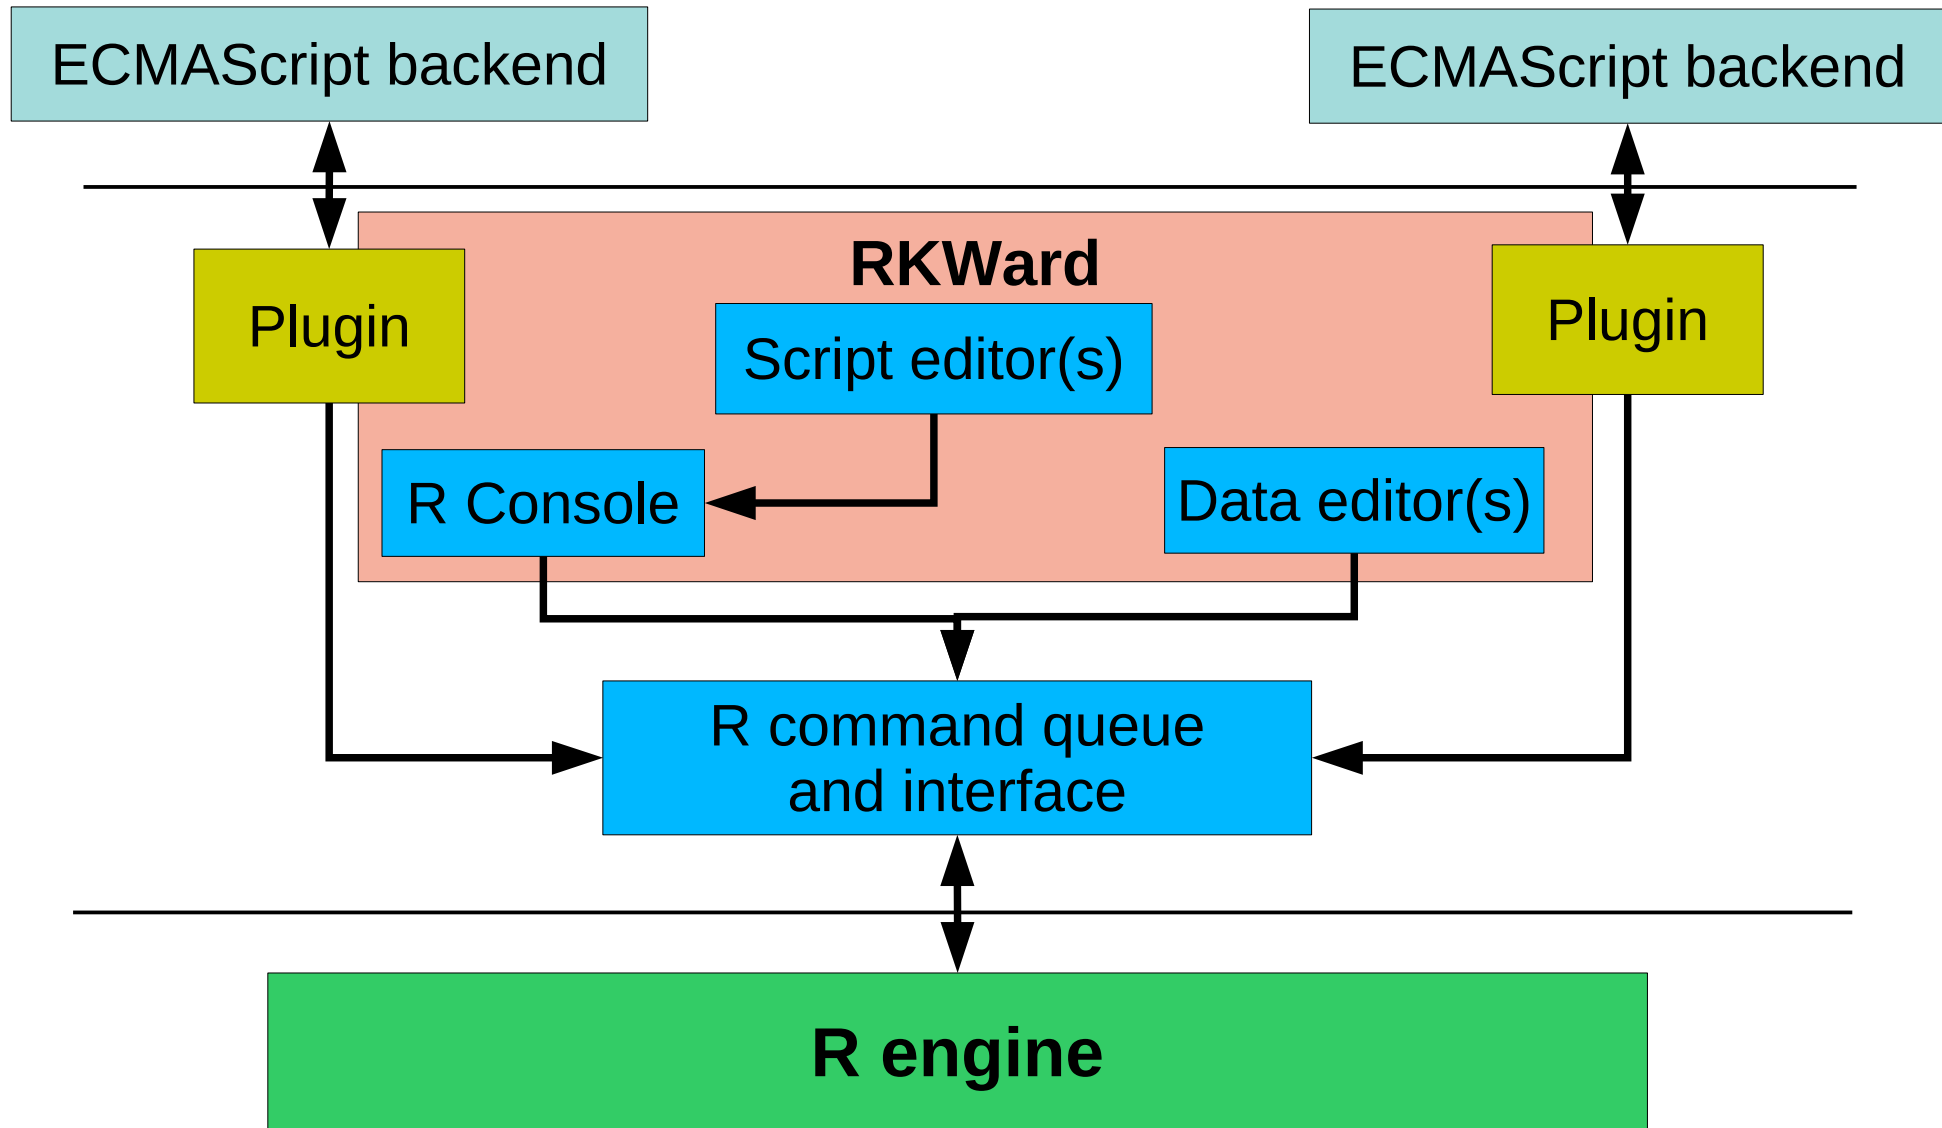 ECMAScript backend
ECMAScript backend
RKWard
Plugin
Plugin
Script editor(s)
R Console
Data editor(s)
R command queue
and interface
R engine